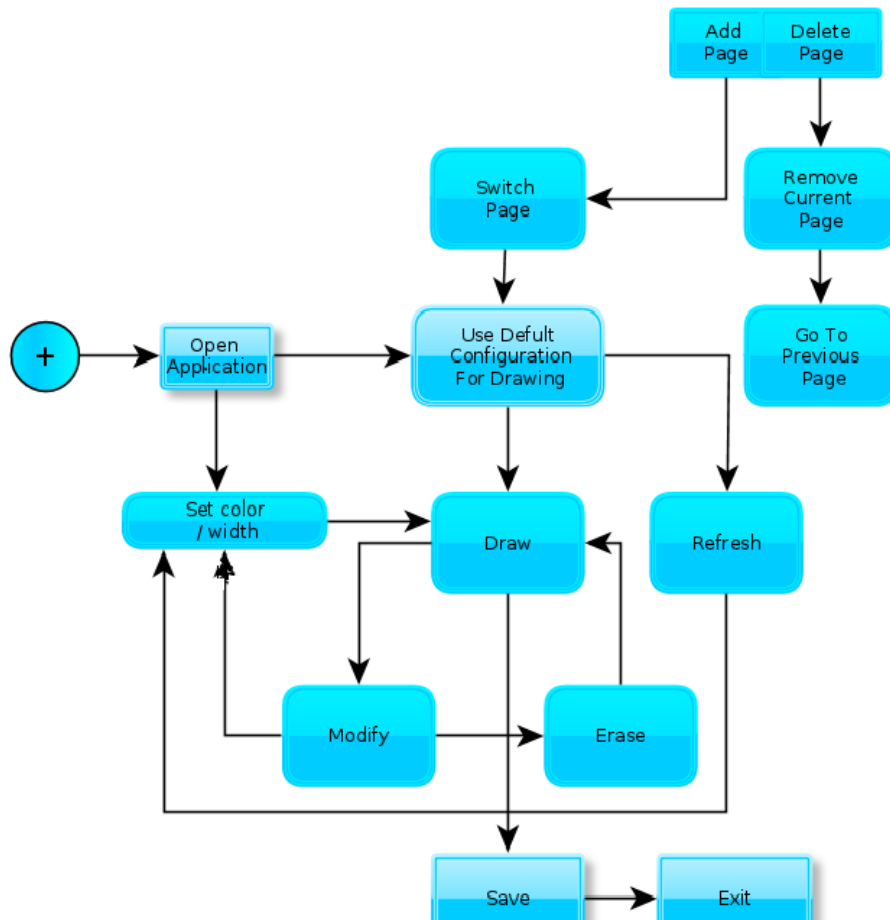 Add
Page
Delete
Page
Switch
Page
Remove
Current
Page
+
Open
Application
Use Defult
Configuration
For Drawing
Go To
Previous
Page
Set color
/ width
Draw
Refresh
Modify
Erase
Save
Exit